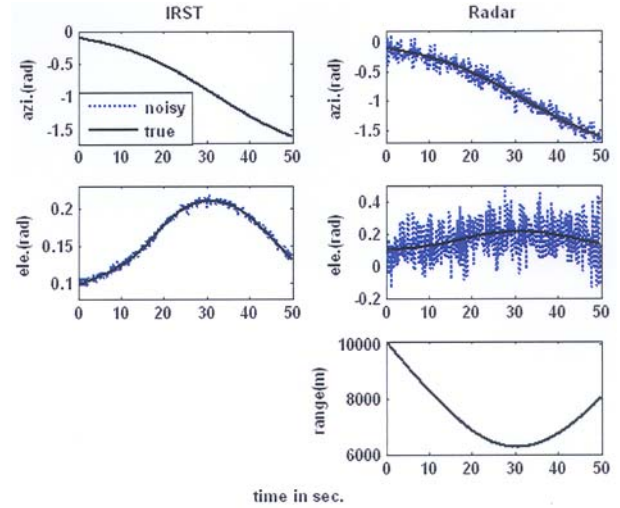 IRST
Radar
azi.(rad)
0
-0.5
-1
-1.5
noisy
true
0 10 20 30 40 50
azi.(rad)
0
-0.5
-1
-1.5
0 10 20 30 40 50
ele.(rad)
0.2
0.15
0.1
0 10 20 30 40 50
ele.(rad)
0.4
0.2
0
-0.2
0 10 20 30 40 50
range(m)
10000
8000
6000
0 10 20 30 40 50
time in sec.